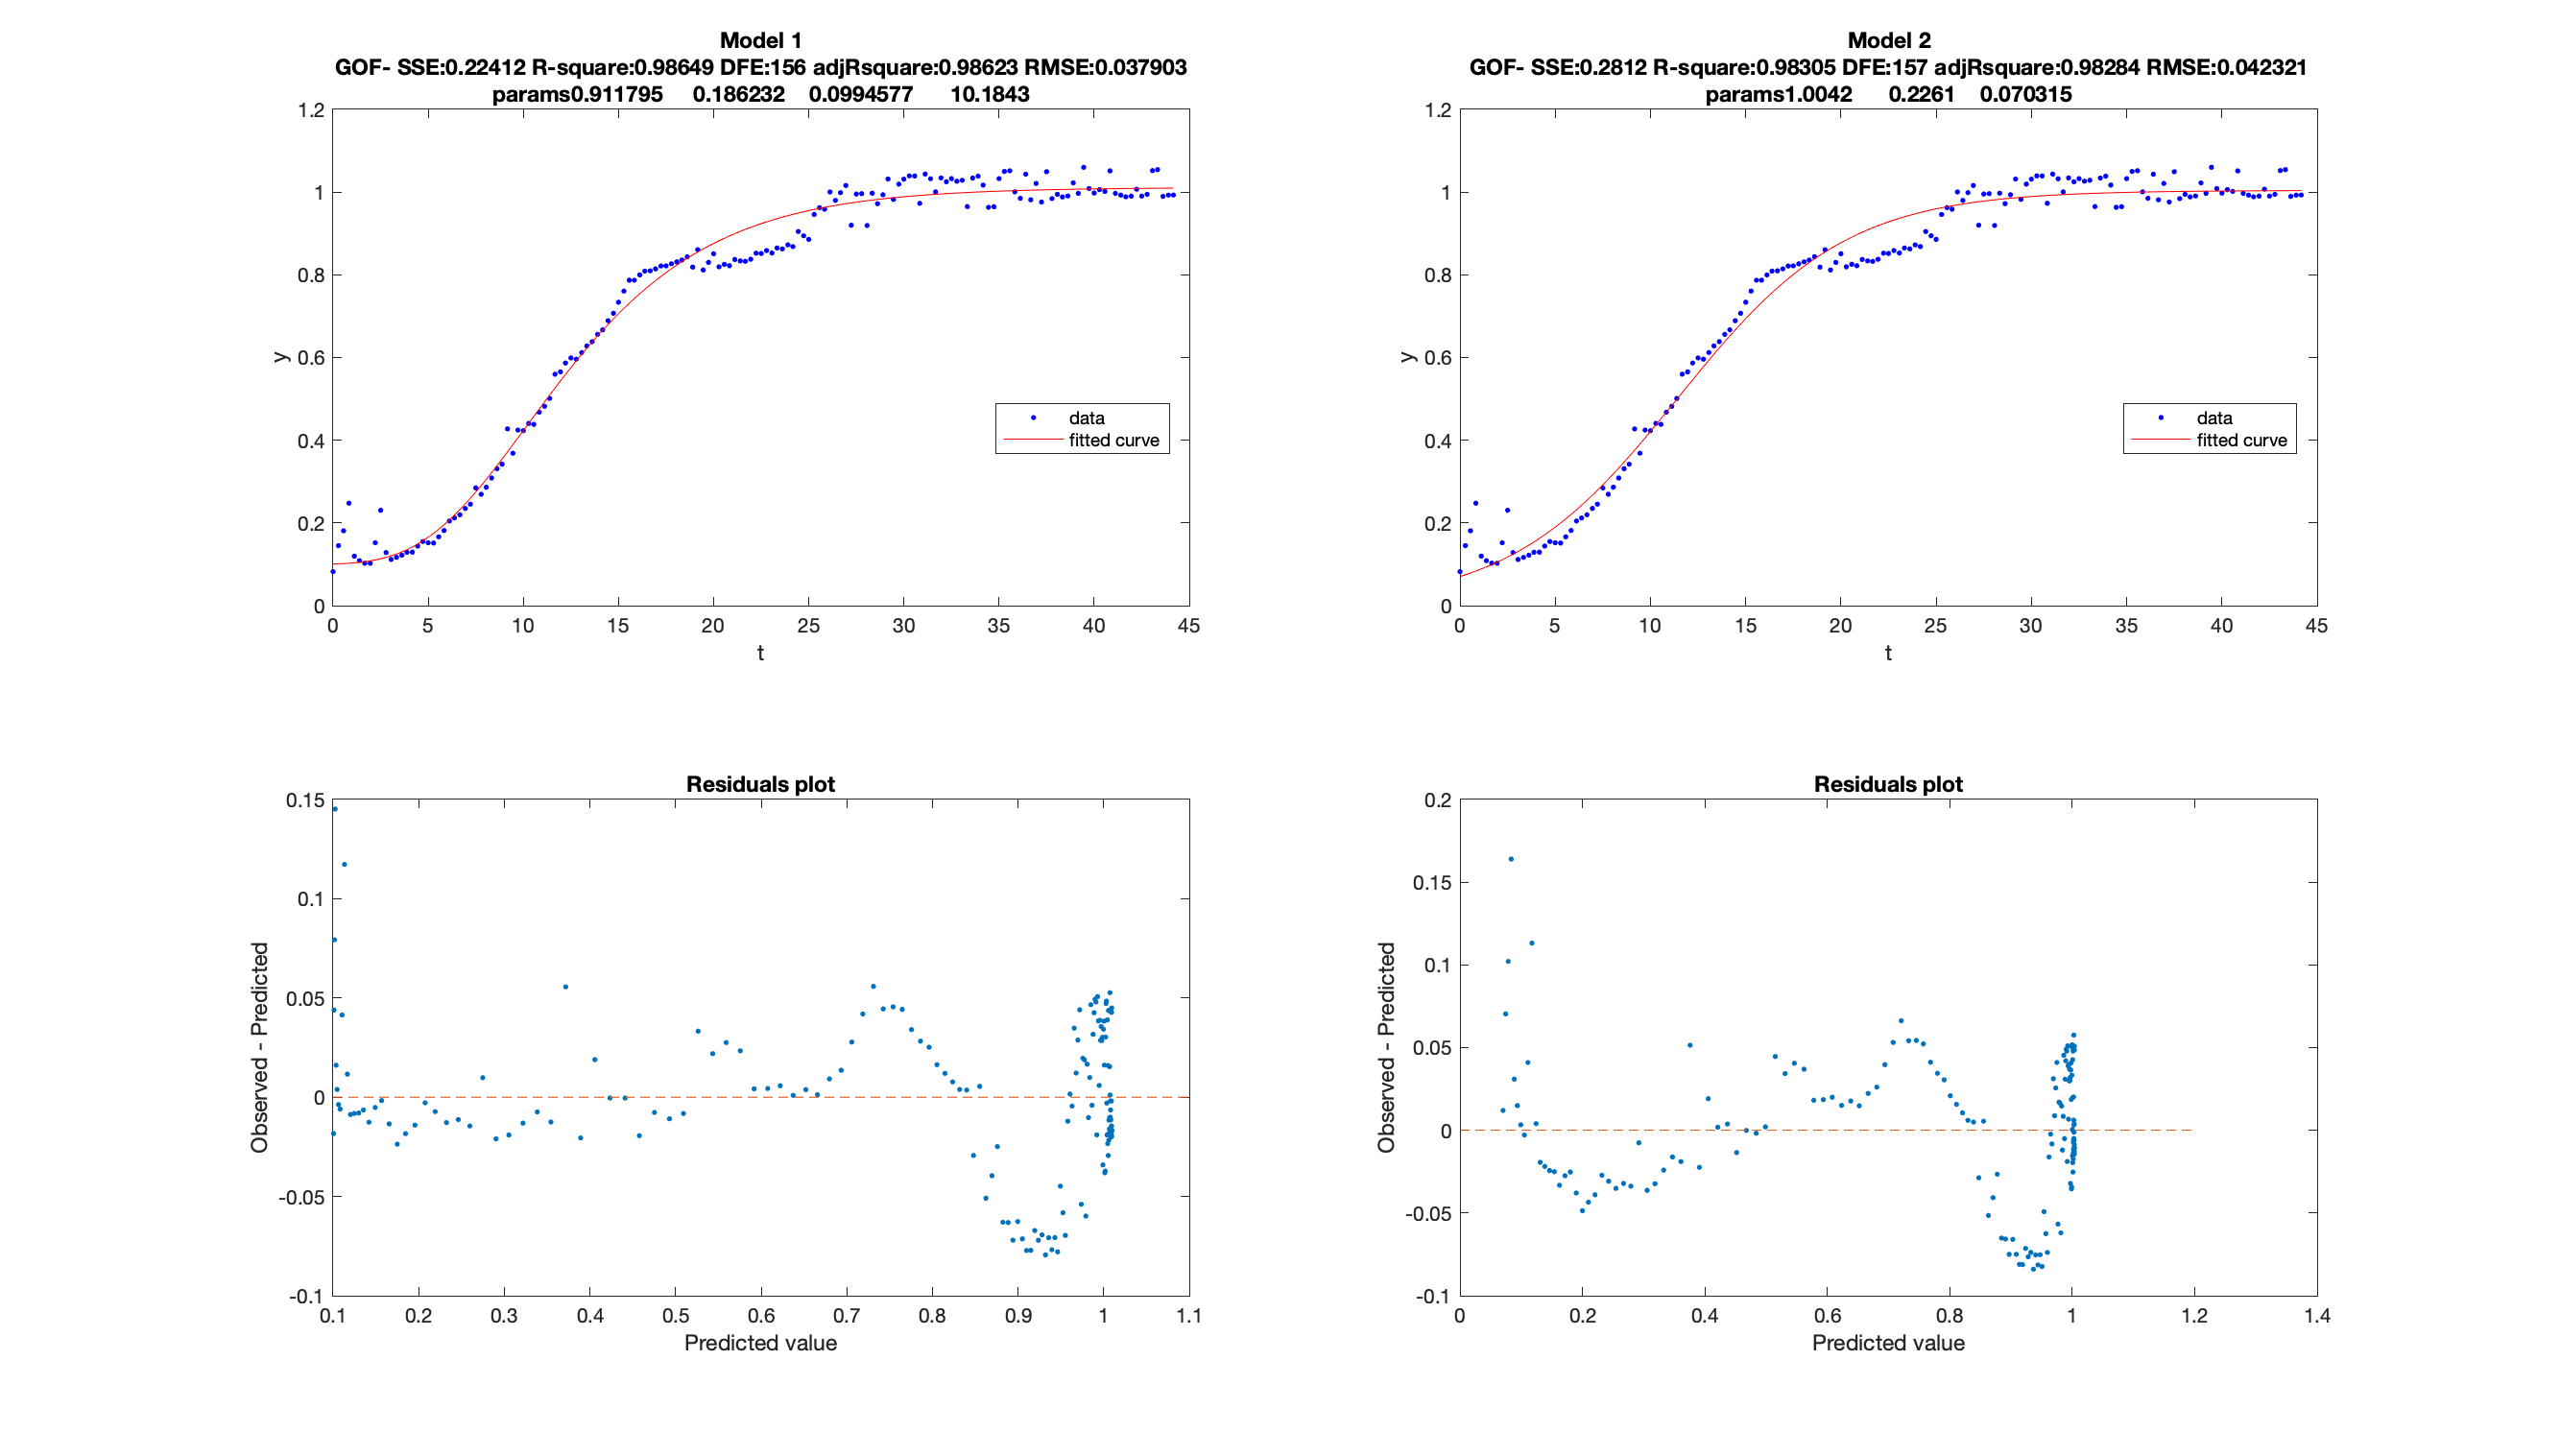 Model 1
GOF- SSE:0.22412 R-square:0.98649 DFE:156 adjRsquare:0.98623 RMSE:0.037903
params0.911795 0.186232 0.0994577 10.1843
1.2
1
0.8
0.6
0.4
0.2
0
y
0 5 10 15 20 25 30 35 40 45
t
data
fitted curve
Model 2
GOF- SSE:0.2812 R-square:0.98305 DFE:157 adjRsquare:0.98284 RMSE:0.042321
params1.0042 0.2261 0.070315
1.2
1
0.8
0.6
0.4
0.2
0
y
0 5 10 15 20 25 30 35 40 45
t
data
fitted curve
Residuals plot
0.15
0.1
0.05
0
-0.05
-0.1
Observed - Predicted
0.1 0.2 0.3 0.4 0.5 0.6 0.7 0.8 0.9 1 1.1
Predicted value
Residuals plot
0.2
0.15
0.1
0.05
0
-0.05
-0.1
Observed - Predicted
0 0.2 0.4 0.6 0.8 1 1.2 1.4
Predicted value